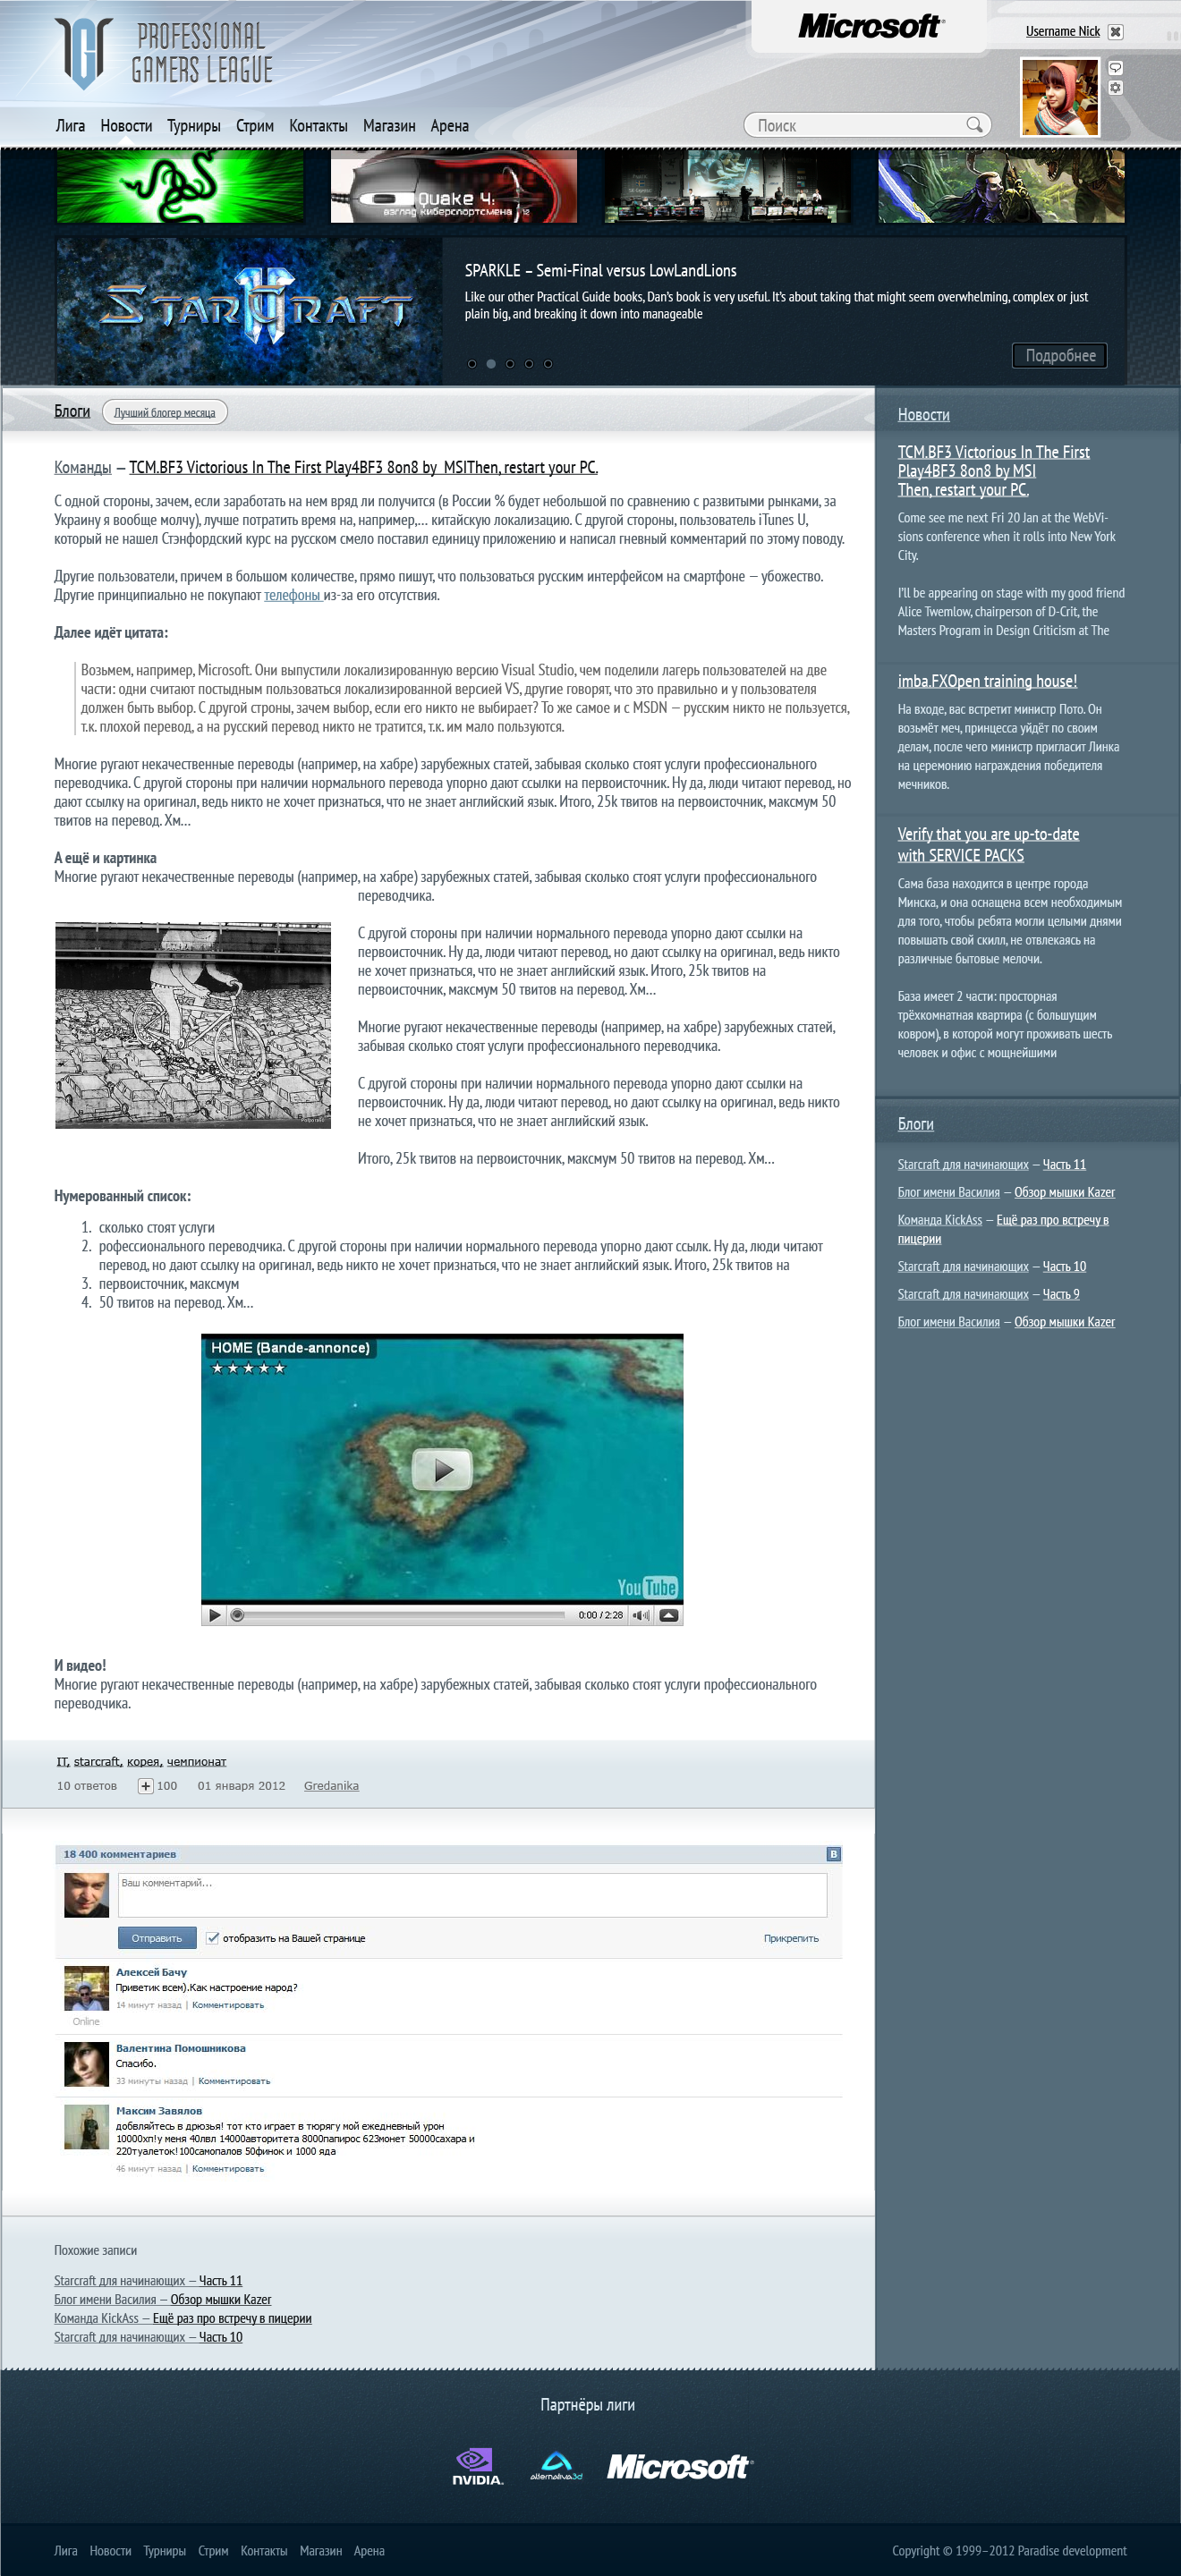 PROFESSIONAL
GAMERS LEAGUE
Microsoft
Username Nick
Лига Новости Турниры Стрим Контакты Магазин Арена
Поиск
Quake 4:
взгляд киберспортсмена
STARCRAFT II
SPARKLE – Semi-Final versus LowLandLions
Like our other Practical Guide books, Dan's book is very useful. It's about taking that might seem overwhelming, complex or just
plain big, and breaking it down into manageable
Подробнее
Блоги Лучший блогер месяца
Команды — TCM.BF3 Victorious In The First Play4BF3 8on8 by MSIThen, restart your PC.
С одной стороны, зачем, если заработать на нем вряд ли получится (в России % будет небольшой по сравнению с развитыми рынками, за
Украину я вообще молчу), лучше потратить время на, например,... китайскую локализацию. С другой стороны, пользователь iTunes U,
который не нашел Стэнфордский курс на русском смело поставил единицу приложению и написал гневный комментарий по этому поводу.
Другие пользователи, причем в большом количестве, прямо пишут, что пользоваться русским интерфейсом на смартфоне — убожество.
Другие принципиально не покупают телефоны из-за его отсутствия.
Далее идёт цитата:
Возьмем, например, Microsoft. Они выпустили локализированную версию Visual Studio, чем поделили лагерь пользователей на две
части: одни считают постыдным пользоваться локализированной версией VS, другие говорят, что это правильно и у пользователя
должен быть выбор. С другой строны, зачем выбор, если его никто не выбирает? То же самое и с MSDN — русским никто не пользуется,
т.к. плохой перевод, а на русский перевод никто не тратится, т.к. им мало пользуются.
Многие ругают некачественные переводы (например, на хабре) зарубежных статей, забывая сколько стоят услуги профессионального
переводчика. С другой стороны при наличии нормального перевода упорно дают ссылки на первоисточник. Ну да, люди читают перевод, но
дают ссылку на оригинал, ведь никто не хочет признаться, что не знает английский язык. Итого, 25k твитов на первоисточник, максмум 50
твитов на перевод. Хм...
А ещё и картинка
Многие ругают некачественные переводы (например, на хабре) зарубежных статей, забывая сколько стоят услуги профессионального
переводчика.
С другой стороны при наличии нормального перевода упорно дают ссылки на
первоисточник. Ну да, люди читают перевод, но дают ссылку на оригинал, ведь никто
не хочет признаться, что не знает английский язык. Итого, 25k твитов на
первоисточник, максмум 50 твитов на перевод. Хм...
Многие ругают некачественные переводы (например, на хабре) зарубежных статей,
забывая сколько стоят услуги профессионального переводчика.
С другой стороны при наличии нормального перевода упорно дают ссылки на
первоисточник. Ну да, люди читают перевод, но дают ссылку на оригинал, ведь никто
не хочет признаться, что не знает английский язык.
Итого, 25k твитов на первоисточник, максмум 50 твитов на перевод. Хм...
Нумерованный список:
1. сколько стоят услуги
2. рофессионального переводчика. С другой стороны при наличии нормального перевода упорно дают ссылк. Ну да, люди читают
перевод, но дают ссылку на оригинал, ведь никто не хочет признаться, что не знает английский язык. Итого, 25k твитов на
3. первоисточник, максмум
4. 50 твитов на перевод. Хм...
HOME (Bande-annonce)
YouTube
0:00 / 2:28
И видео!
Многие ругают некачественные переводы (например, на хабре) зарубежных статей, забывая сколько стоят услуги профессионального
переводчика.
IT, starcraft, корея, чемпионат
10 ответов + 100 01 января 2012 Gredanika
18 400 комментариев B
Ваш комментарий...
Отправить отобразить на Вашей странице Прикрепить
Алексей Бачу
Приветик всем).Как настроение народ?
14 минут назад | Комментировать
Online
Валентина Помошникова
Спасибо.
33 минуты назад | Комментировать
Максим Завялов
добвляйтесь в дрюзья! тот кто играет в тюрягу мой ежедневный урон
10000хп!у меня 40лвл 14000авторитета 8000папирос 623монет 50000сахара и
220туалеток!100самопалов 50финок и 1000 яда
46 минут назад | Комментировать
Похожие записи
Starcraft для начинающих — Часть 11
Блог имени Василия — Обзор мышки Kazer
Команда KickAss — Ещё раз про встречу в пицерии
Starcraft для начинающих — Часть 10
Новости
TCM.BF3 Victorious In The First
Play4BF3 8on8 by MSI
Then, restart your PC.
Come see me next Fri 20 Jan at the WebVi-
sions conference when it rolls into New York
City.
I'll be appearing on stage with my good friend
Alice Twemlow, chairperson of D-Crit, the
Masters Program in Design Criticism at The
imba.FXOpen training house!
На входе, вас встретит министр Пото. Он
возьмёт меч, принцесса уйдёт по своим
делам, после чего министр пригласит Линка
на церемонию награждения победителя
мечников.
Verify that you are up-to-date
with SERVICE PACKS
Сама база находится в центре города
Минска, и она оснащена всем необходимым
для того, чтобы ребята могли целыми днями
повышать свой скилл, не отвлекаясь на
различные бытовые мелочи.
База имеет 2 части: просторная
трёхкомнатная квартира (с большущим
ковром), в которой могут проживать шесть
человек и офис с мощнейшими
Блоги
Starcraft для начинающих — Часть 11
Блог имени Василия — Обзор мышки Kazer
Команда KickAss — Ещё раз про встречу в
пицерии
Starcraft для начинающих — Часть 10
Starcraft для начинающих — Часть 9
Блог имени Василия — Обзор мышки Kazer
Партнёры лиги
NVIDIA. alternativa3d Microsoft
Лига Новости Турниры Стрим Контакты Магазин Арена
Copyright © 1999–2012 Paradise development